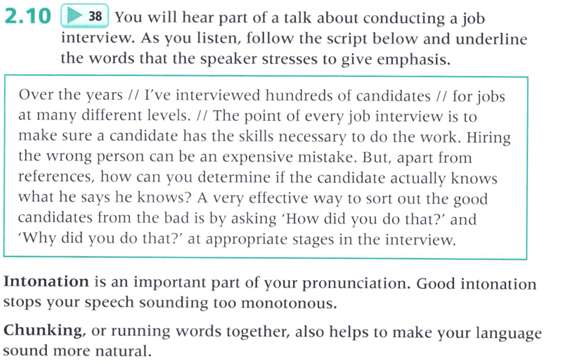 2.10 ▶ 38 You will hear part of a talk about conducting a job
interview. As you listen, follow the script below and underline
the words that the speaker stresses to give emphasis.
Over the years // I've interviewed hundreds of candidates // for jobs
at many different levels. // The point of every job interview is to
make sure a candidate has the skills necessary to do the work. Hiring
the wrong person can be an expensive mistake. But, apart from
references, how can you determine if the candidate actually knows
what he says he knows? A very effective way to sort out the good
candidates from the bad is by asking ‘How did you do that?’ and
‘Why did you do that?’ at appropriate stages in the interview.
Intonation is an important part of your pronunciation. Good intonation
stops your speech sounding too monotonous.
Chunking, or running words together, also helps to make your language
sound more natural.